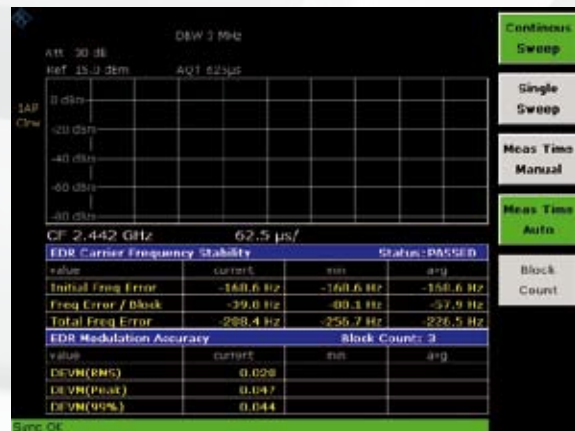 DBW 3 MHz
Att 30 dB
Ref 15.0 dBm AQT 625µs
1AP
Clrw
0 dBm
-20 dBm
-40 dBm
-60 dBm
-80 dBm
CF 2.442 GHz 62.5 µs/
EDR Carrier Frequency Stability Status:PASSED
value current min avg
Initial Freq Error -168.6 Hz -168.6 Hz -168.6 Hz
Freq Error / Block -39.0 Hz -88.1 Hz -57.9 Hz
Total Freq Error -208.4 Hz -256.7 Hz -226.5 Hz
EDR Modulation Accuracy Block Count: 3
value current min avg
DEVM(RMS) 0.020
DEVM(Peak) 0.047
DEVM(99%) 0.044
Sync OK
Continous
Sweep
Single
Sweep
Meas Time
Manual
Meas Time
Auto
Block
Count